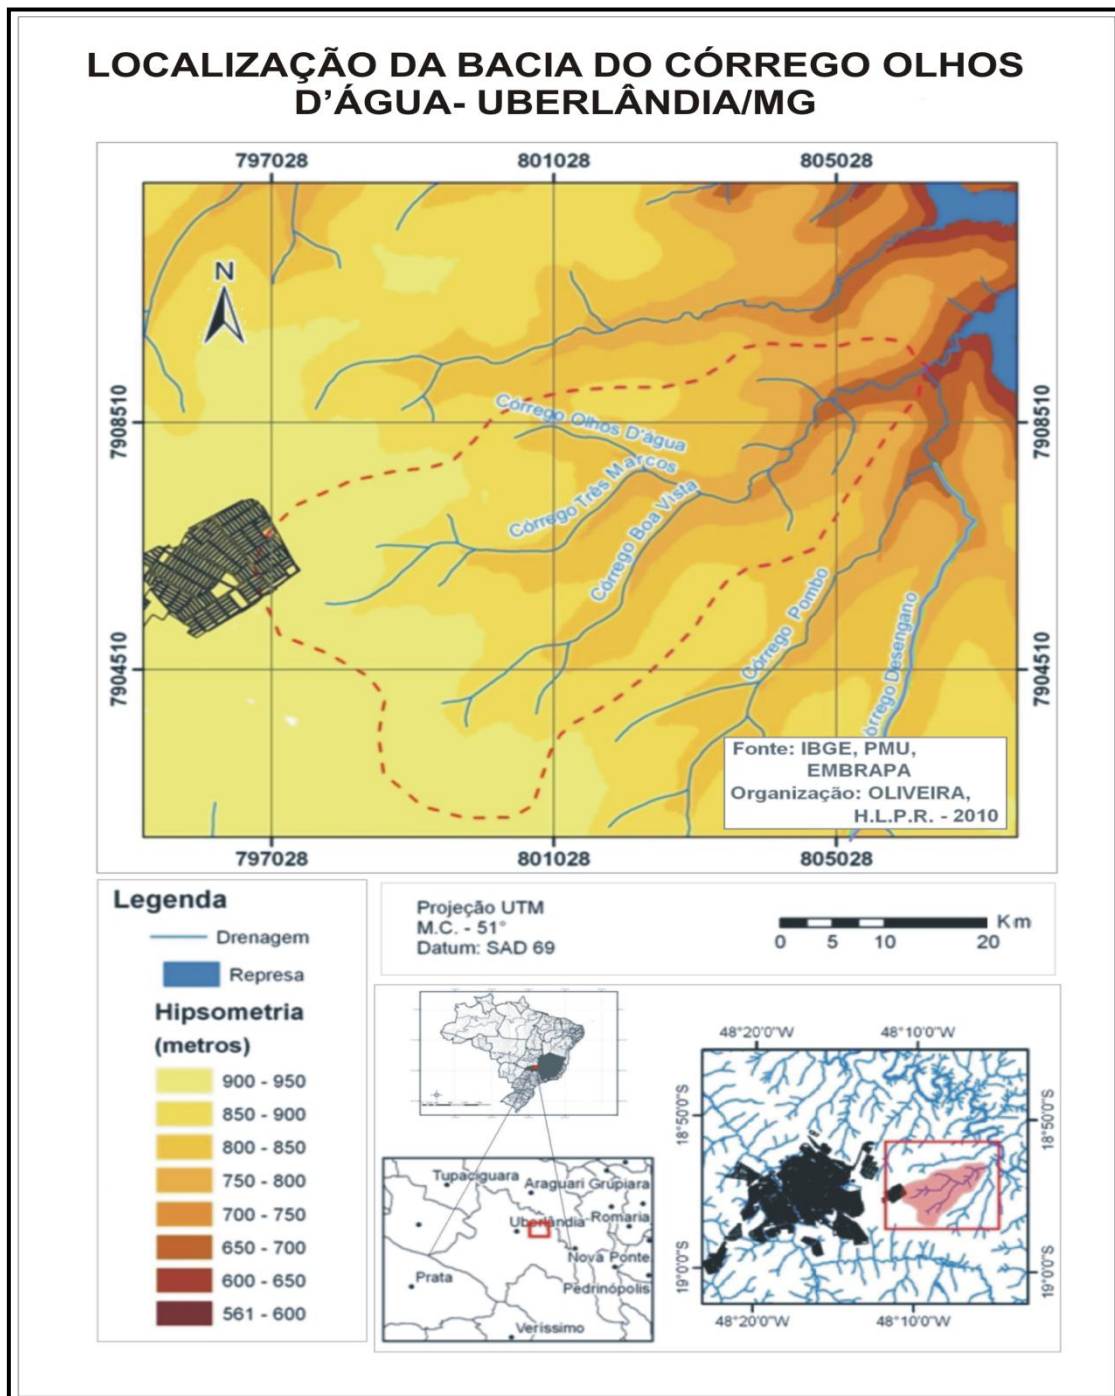 LOCALIZAÇÃO DA BACIA DO CÓRREGO OLHOS
D'ÁGUA- UBERLÂNDIA/MG
797028
801028
805028
N
7908510
7908510
Córrego Olhos D'água
Córrego Três Marcos
Córrego Boa Vista
Córrego Pombo
órrego Desengano
7904510
7904510
Fonte: IBGE, PMU,
EMBRAPA
Organização: OLIVEIRA,
H.L.P.R. - 2010
797028
801028
805028
Legenda
Drenagem
Represa
Hipsometria
(metros)
900 - 950
850 - 900
800 - 850
750 - 800
700 - 750
650 - 700
600 - 650
561 - 600
Projeção UTM
M.C. - 51°
Datum: SAD 69
Km
0 5 10 20
Tupaciguara
Araguari
Grupiara
Uberlândia
Romaria
Nova Ponte
Prata
Pedrinópolis
Veríssimo
48°20'0"W
48°10'0"W
18°50'0"S
18°50'0"S
19°0'0"S
19°0'0"S
48°20'0"W
48°10'0"W